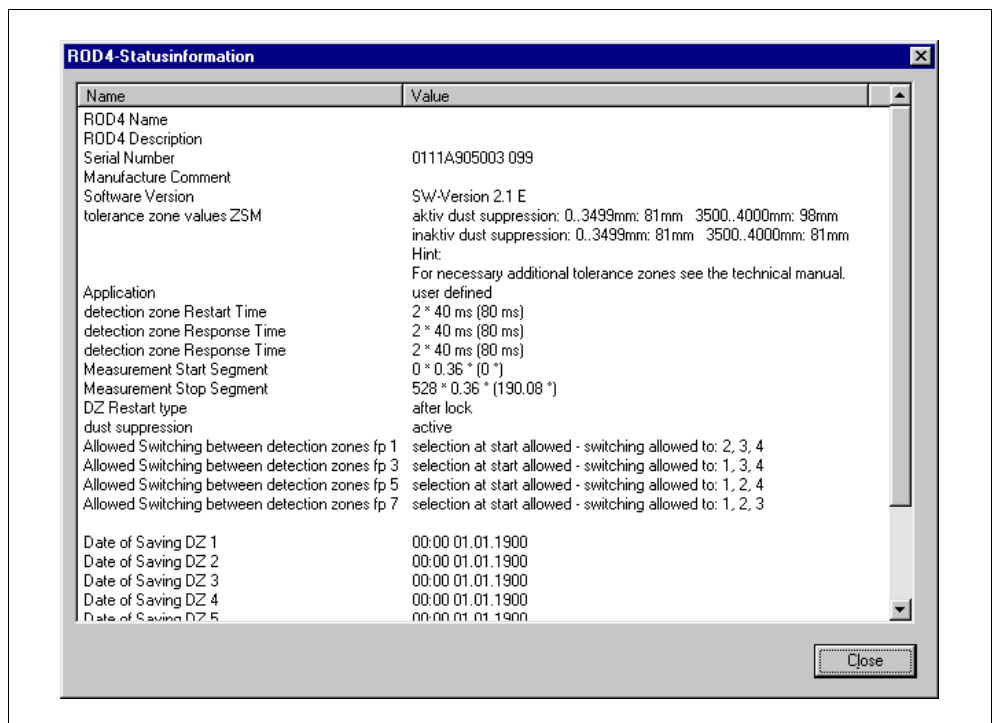 ROD4-Statusinformation
Name Value
ROD4 Name
ROD4 Description
Serial Number 0111A905003 099
Manufacture Comment
Software Version SW-Version 2.1 E
tolerance zone values ZSM aktiv dust suppression: 0..3499mm: 81mm 3500..4000mm: 98mm
inaktiv dust suppression: 0..3499mm: 81mm 3500..4000mm: 81mm
Hint:
For necessary additional tolerance zones see the technical manual.
Application user defined
detection zone Restart Time 2 * 40 ms (80 ms)
detection zone Response Time 2 * 40 ms (80 ms)
detection zone Response Time 2 * 40 ms (80 ms)
Measurement Start Segment 0 * 0.36 ° (0 °)
Measurement Stop Segment 528 * 0.36 ° (190.08 °)
DZ Restart type after lock
dust suppression active
Allowed Switching between detection zones fp 1 selection at start allowed - switching allowed to: 2, 3, 4
Allowed Switching between detection zones fp 3 selection at start allowed - switching allowed to: 1, 3, 4
Allowed Switching between detection zones fp 5 selection at start allowed - switching allowed to: 1, 2, 4
Allowed Switching between detection zones fp 7 selection at start allowed - switching allowed to: 1, 2, 3
Date of Saving DZ 1 00:00 01.01.1900
Date of Saving DZ 2 00:00 01.01.1900
Date of Saving DZ 3 00:00 01.01.1900
Date of Saving DZ 4 00:00 01.01.1900
Date of Saving DZ 5 00:00 01.01.1900
Close